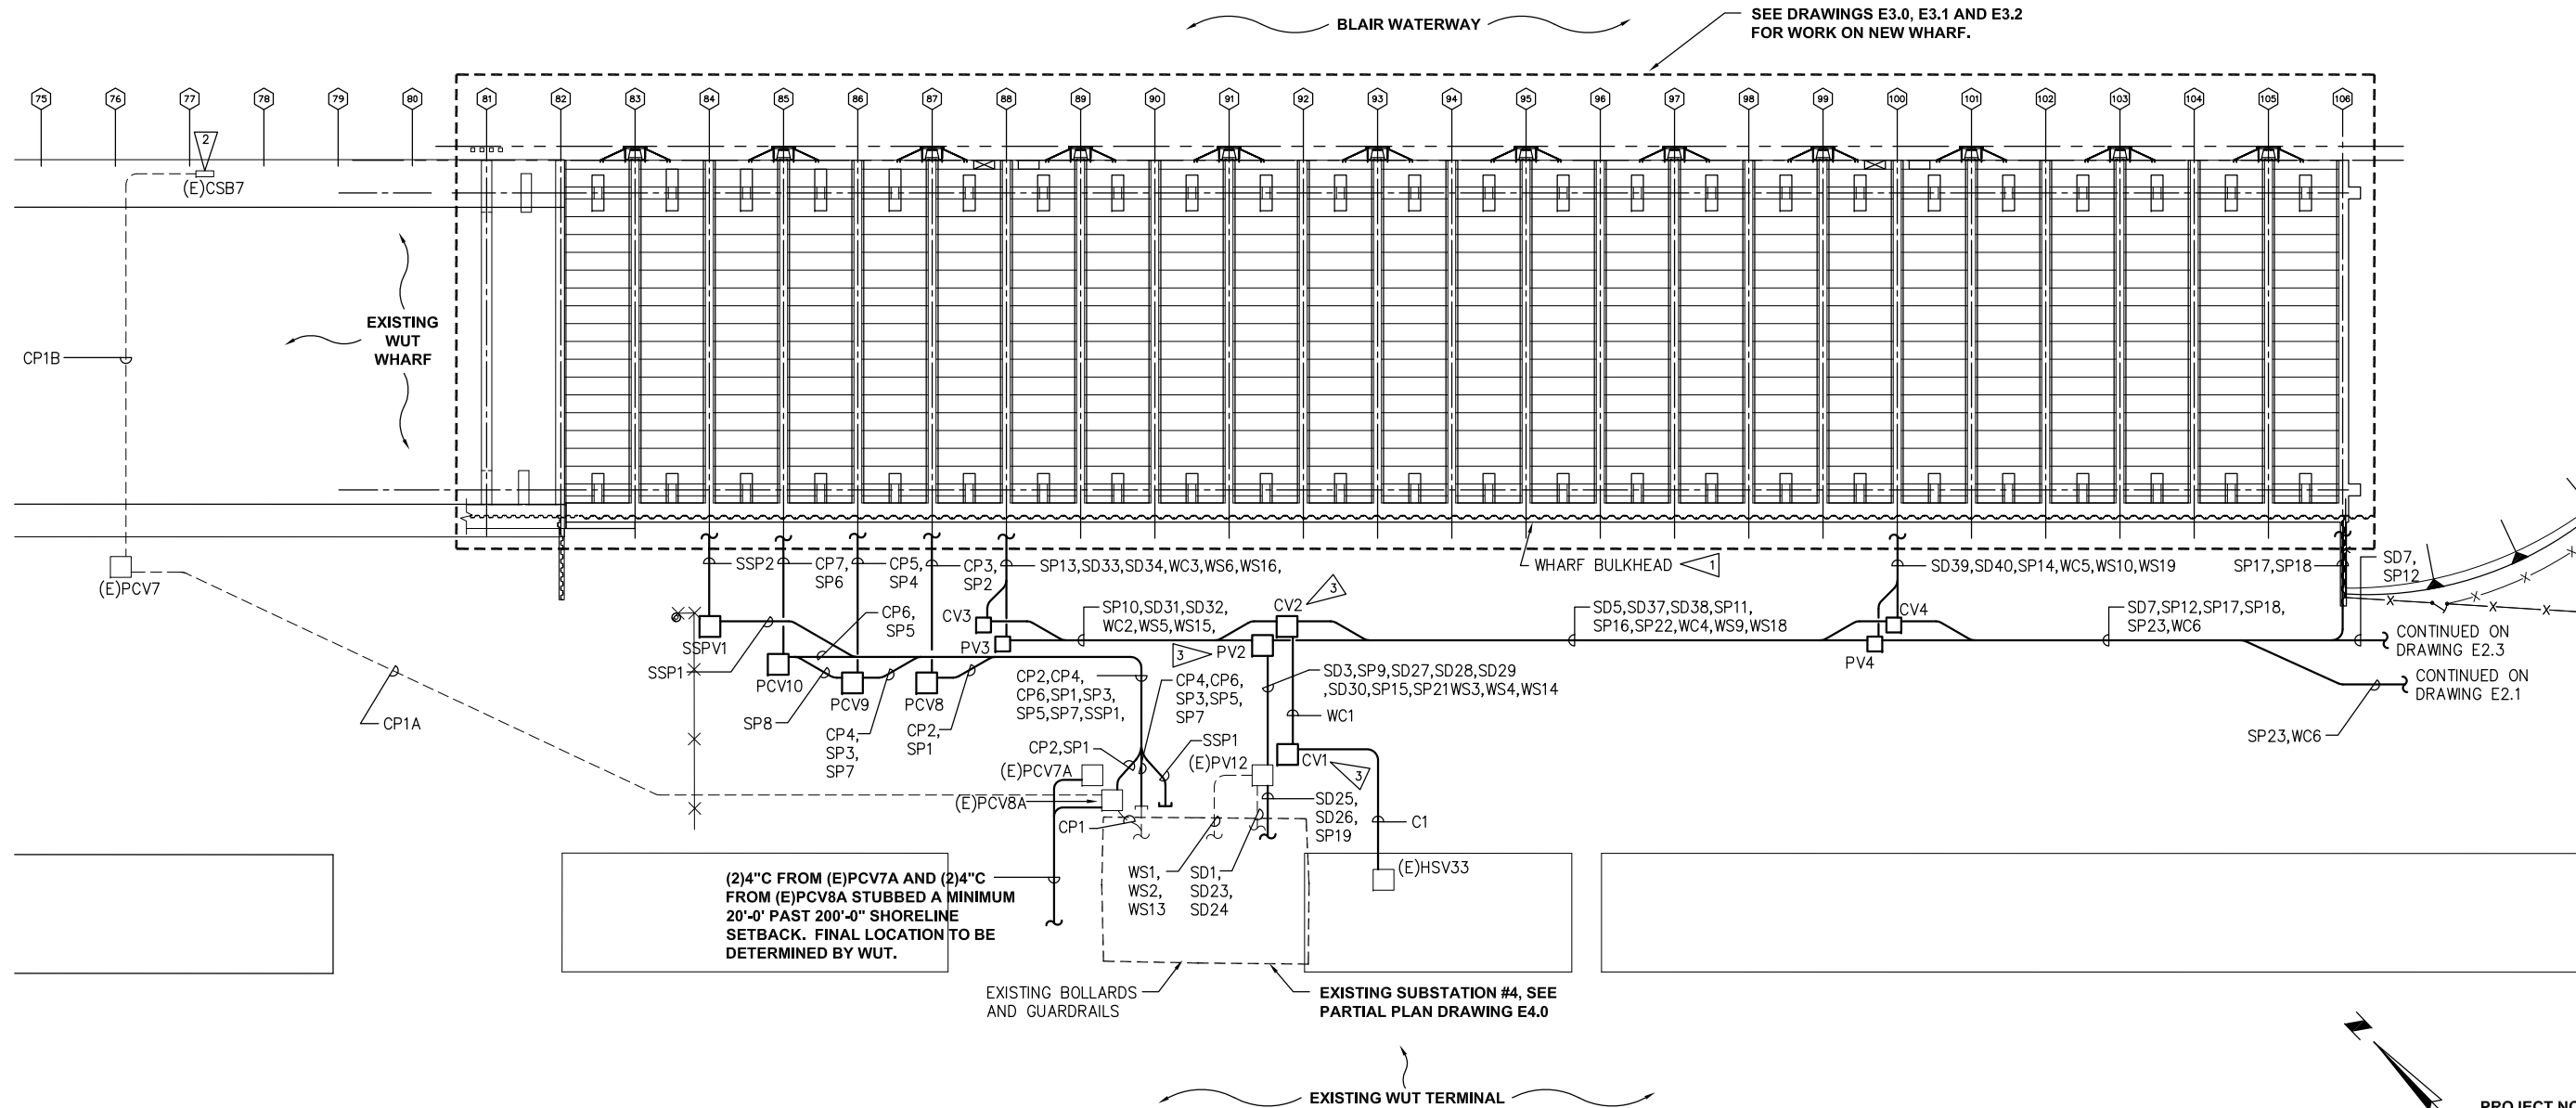 BLAIR WATERWAY
SEE DRAWINGS E3.0, E3.1 AND E3.2
FOR WORK ON NEW WHARF.
75 76 77 78 79 80 81 82 83 84 85 86 87 88 89 90 91 92 93 94 95 96 97 98 99 100 101 102 103 104 105 106
2
(E)CSB7
EXISTING
WUT
WHARF
CP1B
(E)PCV7
SSP2
CP7,
SP6
CP5,
SP4
CP3,
SP2
SP13,SD33,SD34,WC3,WS6,WS16,
WHARF BULKHEAD
1
SD39,SD40,SP14,WC5,WS10,WS19
SP17,SP18
SD7,
SP12
CP6,
SP5
CV3
SP10,SD31,SD32,
WC2,WS5,WS15,
CV2
3
SD5,SD37,SD38,SP11,
SP16,SP22,WC4,WS9,WS18
CV4
SD7,SP12,SP17,SP18,
SP23,WC6
SSPV1
PV3
3
PV2
PV4
CONTINUED ON
DRAWING E2.3
SSP1
PCV10
PCV9
PCV8
CP2,CP4,
CP6,SP1,SP3,
SP5,SP7,SSP1,
CP4,CP6,
SP3,SP5,
SP7
SD3,SP9,SD27,SD28,SD29
,SD30,SP15,SP21WS3,WS4,WS14
CONTINUED ON
DRAWING E2.1
CP1A
SP8
CP4,
SP3,
SP7
CP2,
SP1
WC1
SP23,WC6
CP2,SP1
SSP1
(E)PCV7A
(E)PV12
CV1
3
(E)PCV8A
CP1
SD25,
SD26,
SP19
C1
(E)HSV33
WS1,
WS2,
WS13
SD1,
SD23,
SD24
(2)4"C FROM (E)PCV7A AND (2)4"C
FROM (E)PCV8A STUBBED A MINIMUM
20'-0' PAST 200'-0" SHORELINE
SETBACK. FINAL LOCATION TO BE
DETERMINED BY WUT.
EXISTING BOLLARDS
AND GUARDRAILS
EXISTING SUBSTATION #4, SEE
PARTIAL PLAN DRAWING E4.0
EXISTING WUT TERMINAL
N